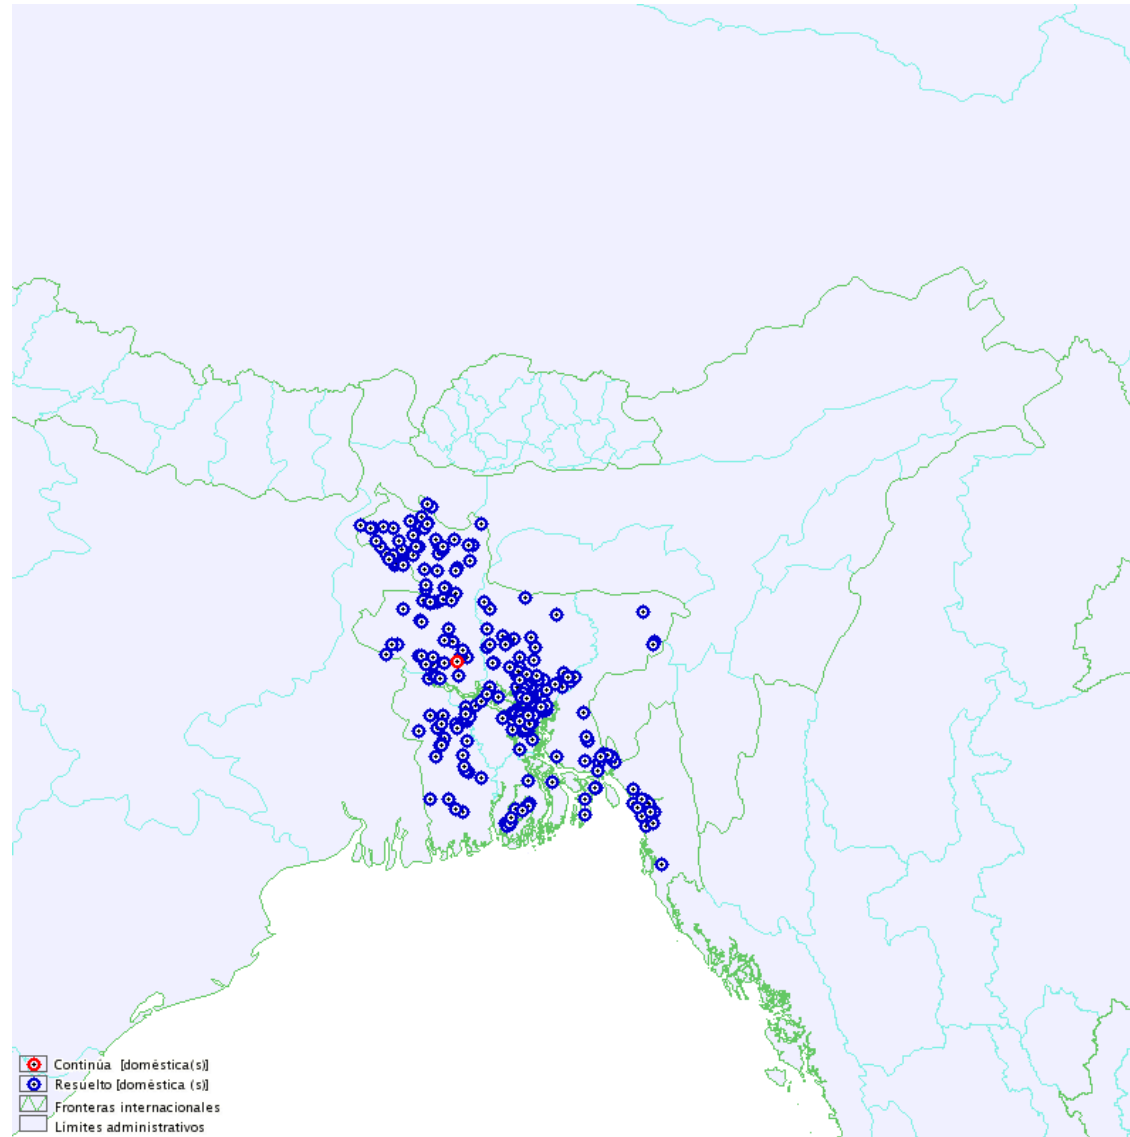 Continúa [doméstica(s)]
Resuelto [doméstica (s)]
Fronteras internacionales
Límites administrativos